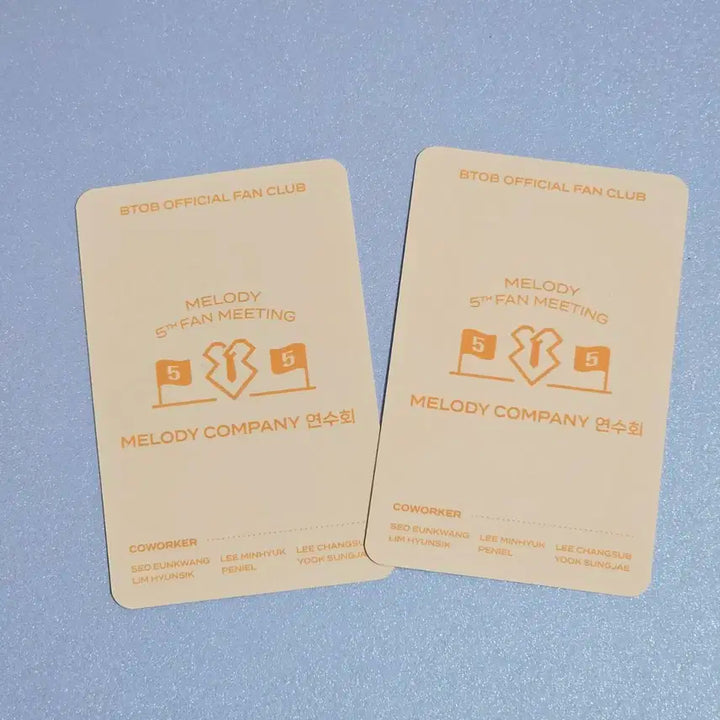 BTOB OFFICIAL FAN CLUB
MELODY
5TH FAN MEETING
5 5
MELODY COMPANY 연수회
COWORKER
SEO EUNKWANG LEE MINHYUK LEE CHANGSUB
LIM HYUNSIK PENIEL YOOK SUNGJAE
BTOB OFFICIAL FAN CLUB
MELODY
5TH FAN MEETING
5 5
MELODY COMPANY 연수회
COWORKER
SEO EUNKWANG LEE MINHYUK LEE CHANGSUB
LIM HYUNSIK PENIEL YOOK SUNGJAE